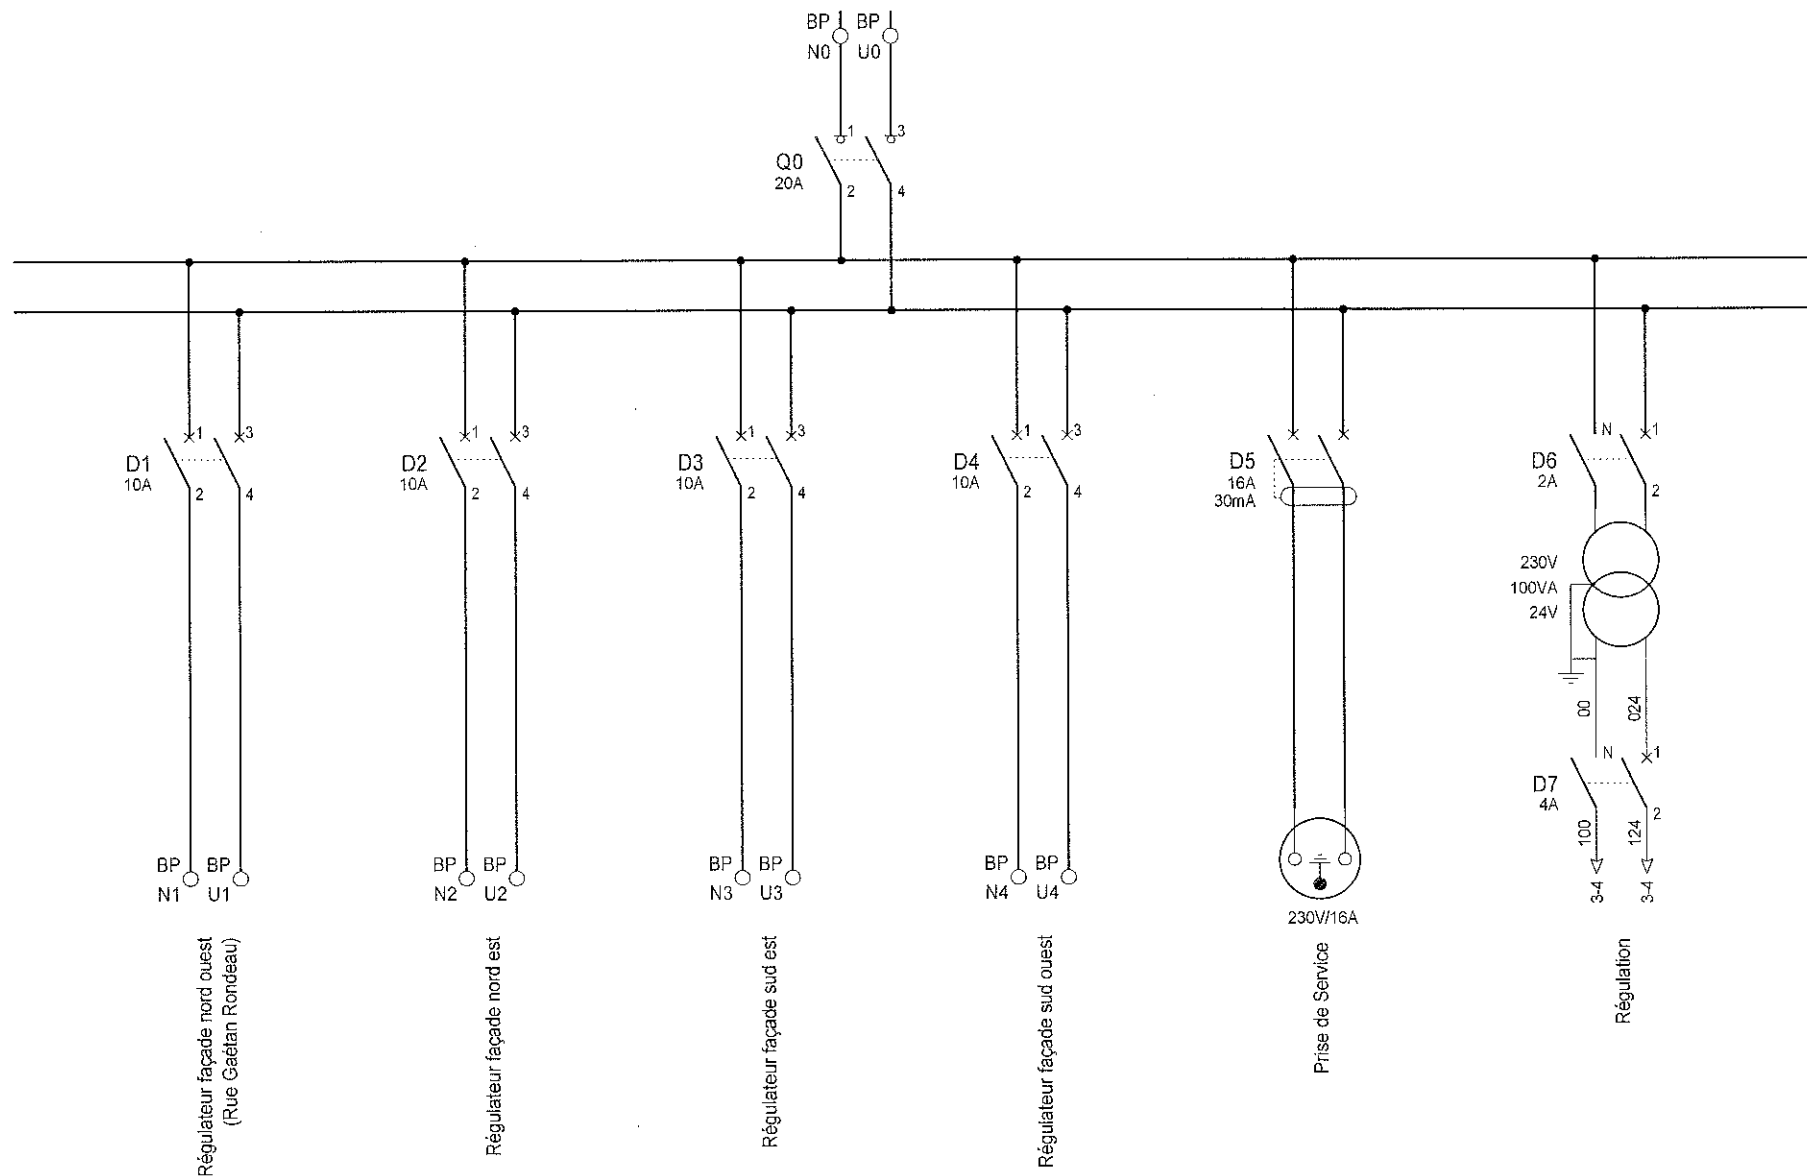 BP BP
N0 U0
1 3
Q0
20A
2 4
1 3
D1
10A
2 4
1 3
D2
10A
2 4
1 3
D3
10A
2 4
1 3
D4
10A
2 4
D5
16A
30mA
N 1
D6
2A
2
230V
100VA
24V
00 024
N 1
D7
4A
2
100 124
3-4 3-4
BP BP
N1 U1
BP BP
N2 U2
BP BP
N3 U3
BP BP
N4 U4
230V/16A
Régulateur façade nord ouest
(Rue Gaétan Rondeau)
Régulateur façade nord est
Régulateur façade sud est
Régulateur façade sud ouest
Prise de Service
Régulation